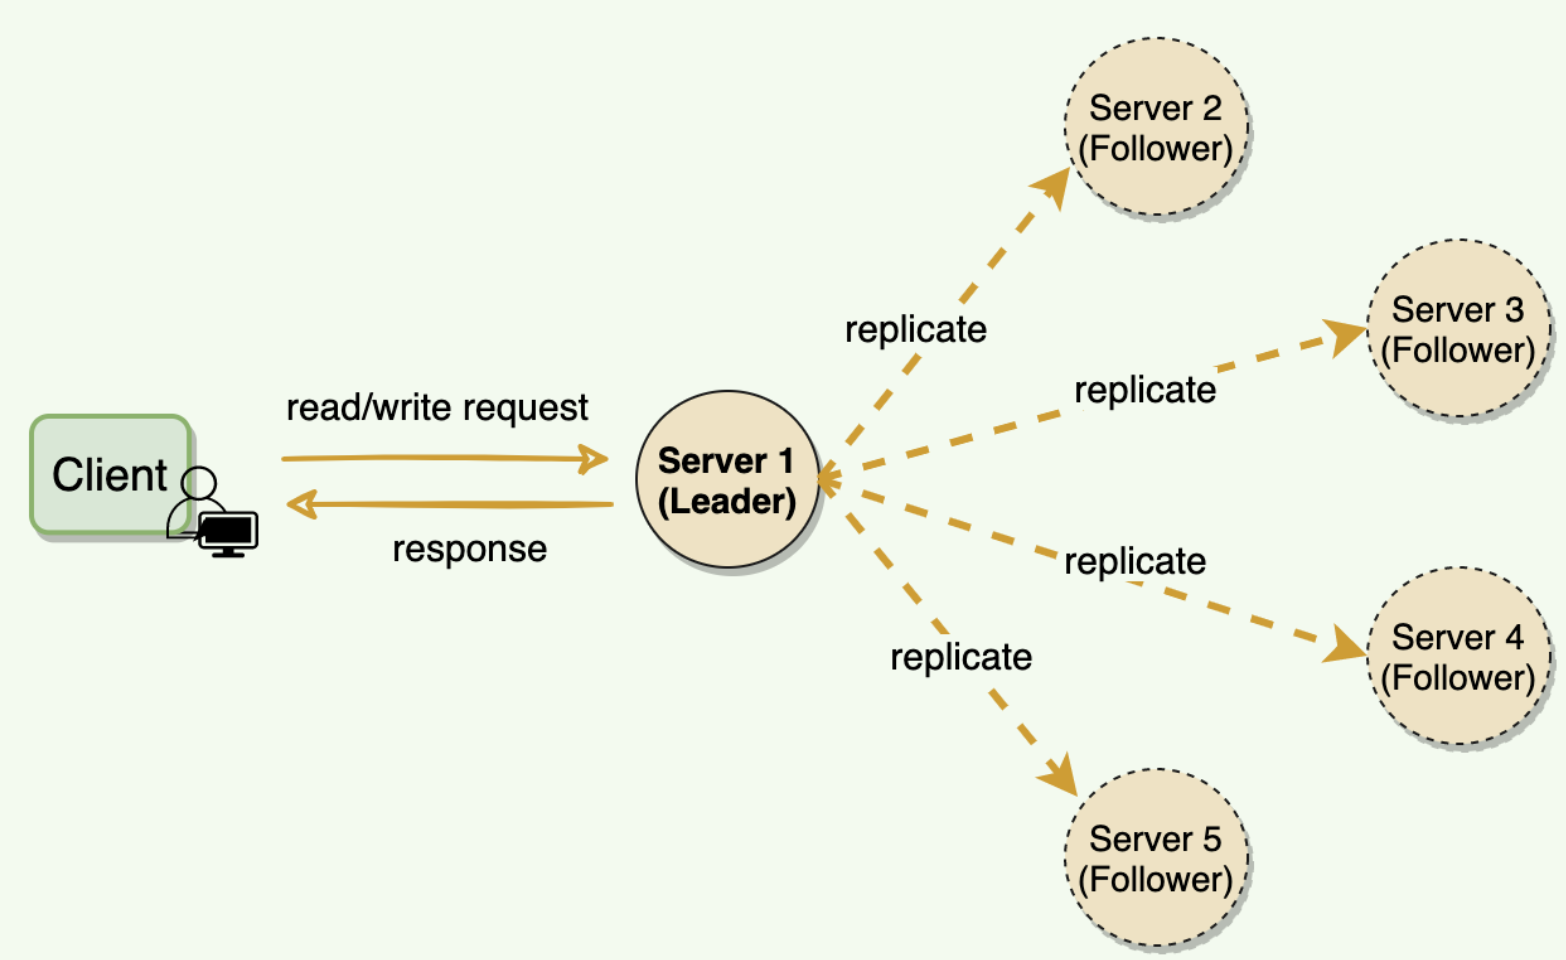 Server 2
(Follower)
Server 3
(Follower)
replicate
replicate
read/write request
Client
Server 1
(Leader)
response
replicate
Server 4
(Follower)
replicate
Server 5
(Follower)